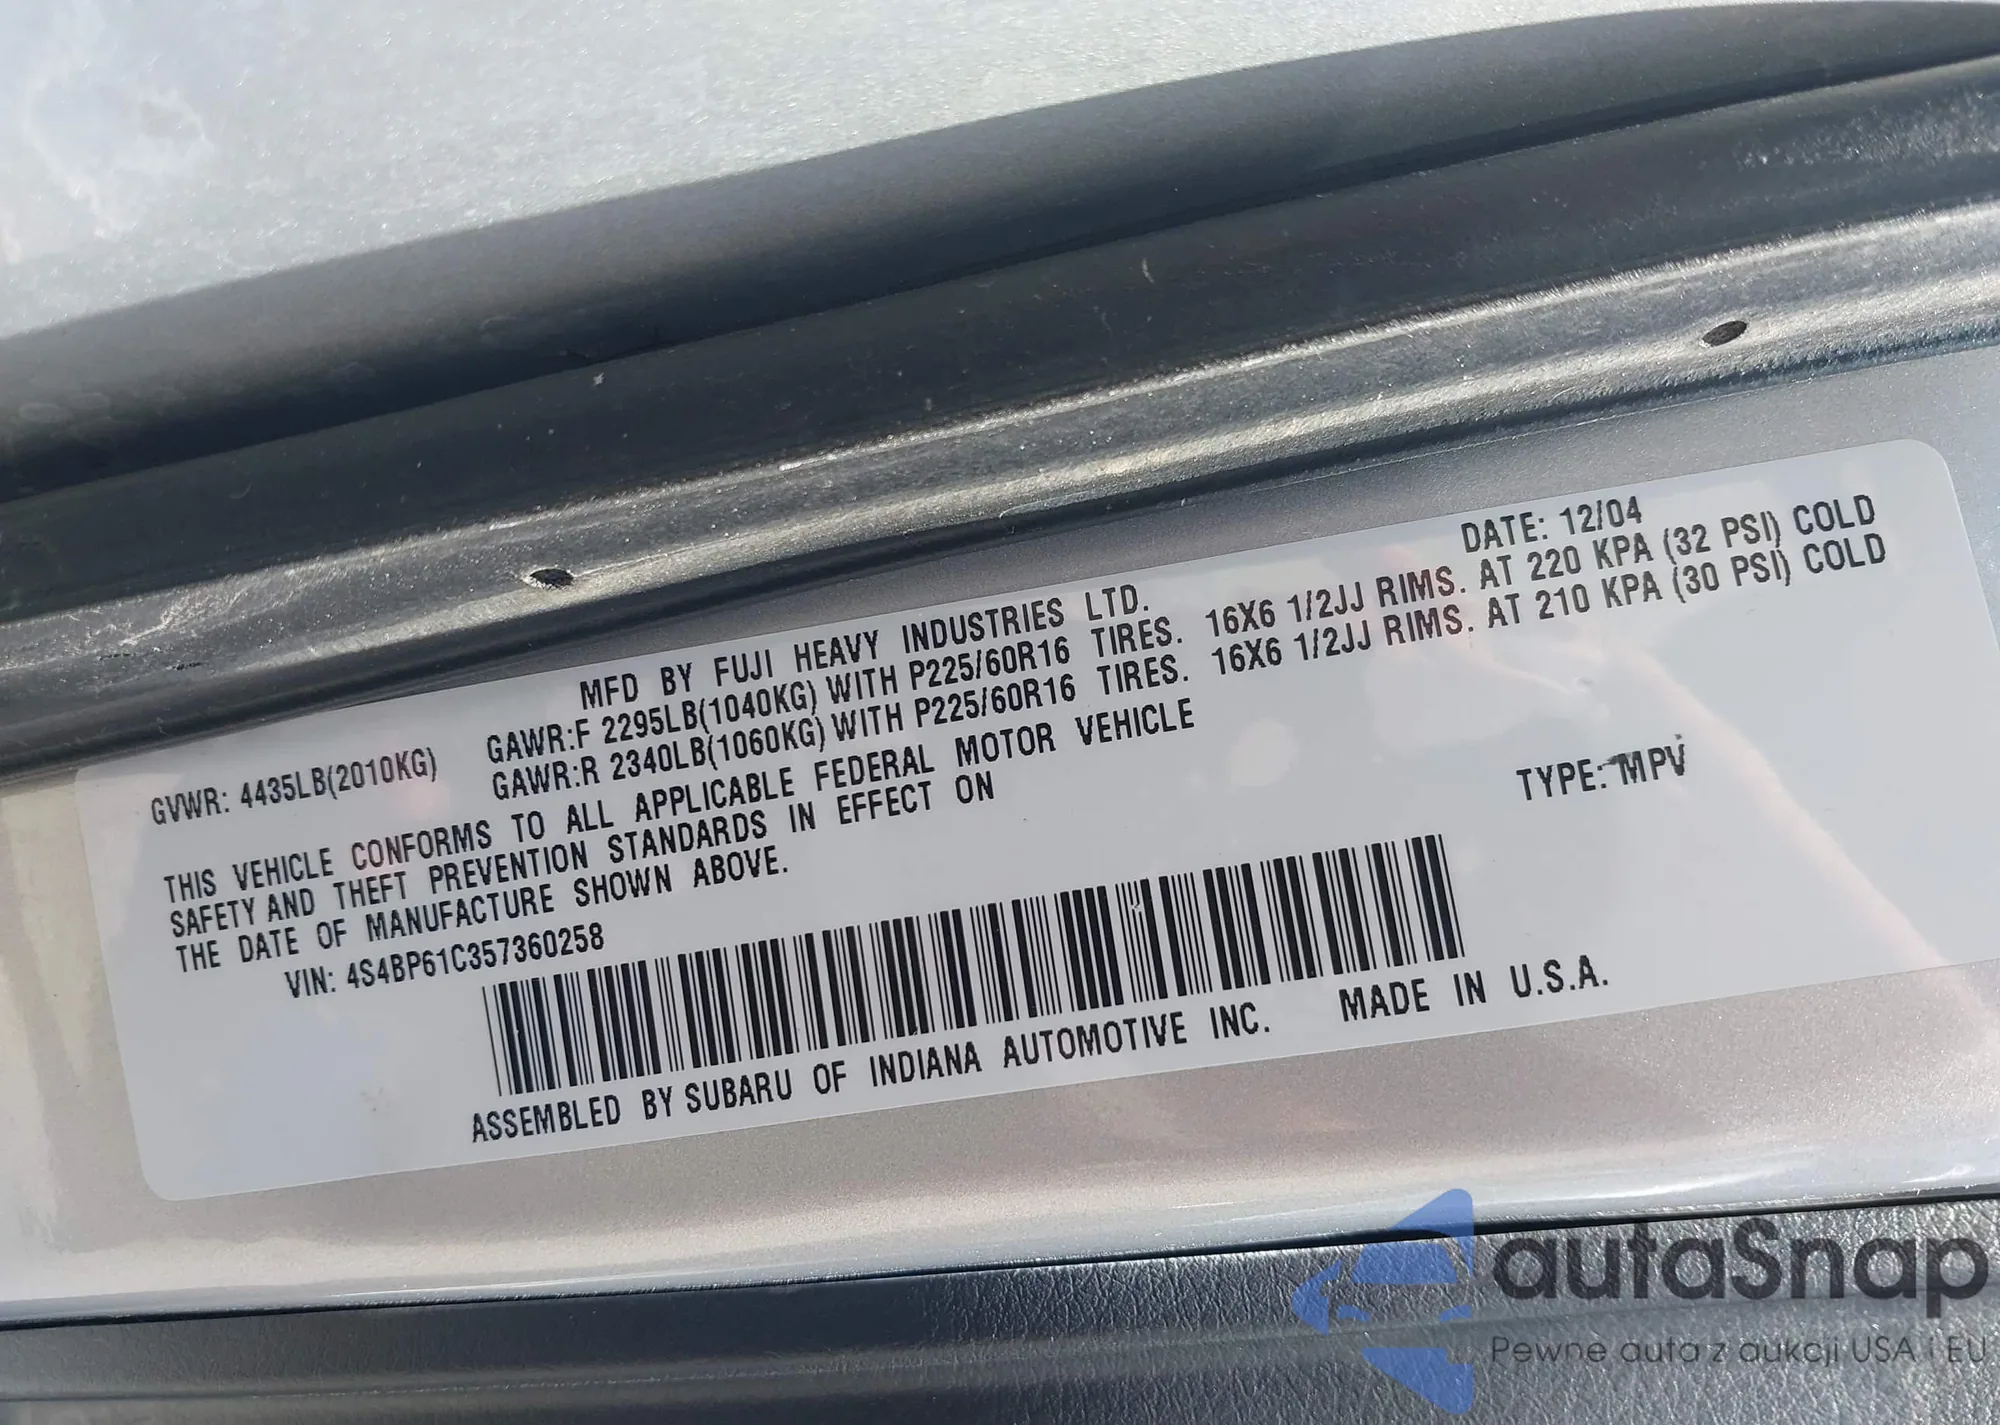 MFD BY FUJI HEAVY INDUSTRIES LTD. DATE: 12/04
GVWR: 4435LB(2010KG) GAWR:F 2295LB(1040KG) WITH P225/60R16 TIRES. 16X6 1/2JJ RIMS. AT 220 KPA (32 PSI) COLD
GAWR:R 2340LB(1060KG) WITH P225/60R16 TIRES. 16X6 1/2JJ RIMS. AT 210 KPA (30 PSI) COLD
THIS VEHICLE CONFORMS TO ALL APPLICABLE FEDERAL MOTOR VEHICLE
SAFETY AND THEFT PREVENTION STANDARDS IN EFFECT ON
THE DATE OF MANUFACTURE SHOWN ABOVE.
VIN: 4S4BP61C357360258
TYPE: MPV
ASSEMBLED BY SUBARU OF INDIANA AUTOMOTIVE INC. MADE IN U.S.A.
autaSnap
Pewne auta z aukcji USA i EU